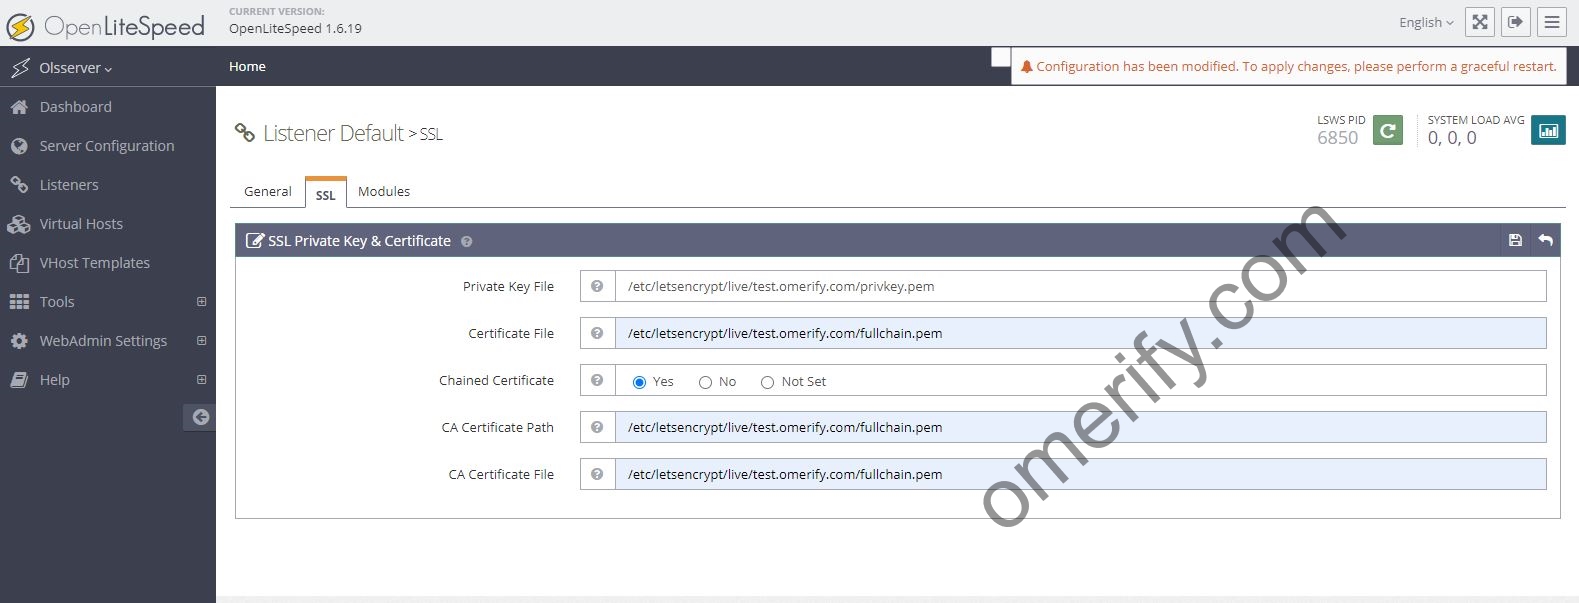 OpenLiteSpeed
CURRENT VERSION:
OpenLiteSpeed 1.6.19
English
Olsserver
Home
Configuration has been modified. To apply changes, please perform a graceful restart.
Dashboard
Server Configuration
Listeners
Virtual Hosts
VHost Templates
Tools
WebAdmin Settings
Help
Listener Default > SSL
LSWS PID
6850
SYSTEM LOAD AVG
0, 0, 0
General SSL Modules
SSL Private Key & Certificate
Private Key File /etc/letsencrypt/live/test.omerify.com/privkey.pem
Certificate File /etc/letsencrypt/live/test.omerify.com/fullchain.pem
Chained Certificate Yes No Not Set
CA Certificate Path /etc/letsencrypt/live/test.omerify.com/fullchain.pem
CA Certificate File /etc/letsencrypt/live/test.omerify.com/fullchain.pem
omerify.com